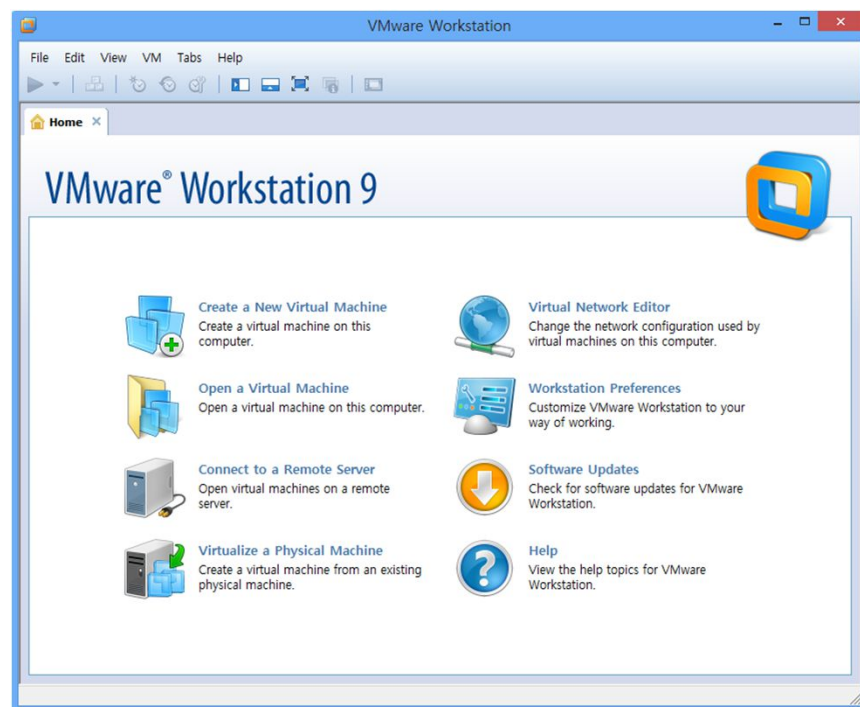 VMware Workstation
File Edit View VM Tabs Help
Home
VMware® Workstation 9
Create a New Virtual Machine
Create a virtual machine on this
computer.
Open a Virtual Machine
Open a virtual machine on this computer.
Connect to a Remote Server
Open virtual machines on a remote
server.
Virtualize a Physical Machine
Create a virtual machine from an existing
physical machine.
Virtual Network Editor
Change the network configuration used by
virtual machines on this computer.
Workstation Preferences
Customize VMware Workstation to your
way of working.
Software Updates
Check for software updates for VMware
Workstation.
Help
View the help topics for VMware
Workstation.